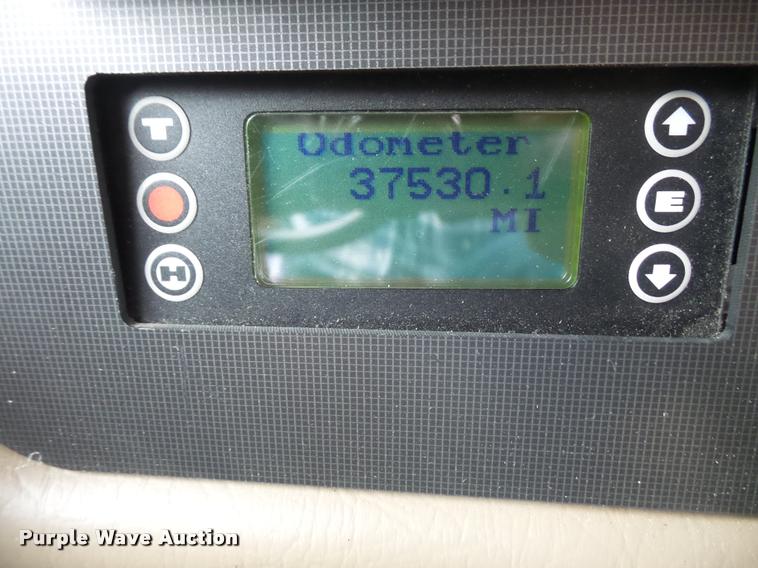 T
Odometer
37530.1
MI
E
H
Purple Wave Auction